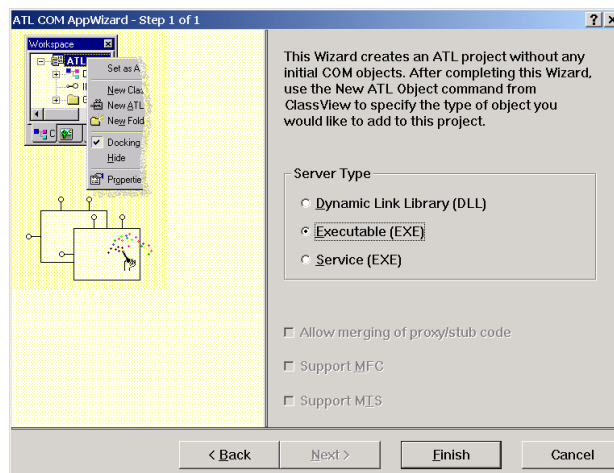 ATL COM AppWizard - Step 1 of 1
Workspace
ATL
Set as A
New Cla
New ATL
New Fold
Docking
Hide
Propertie
This Wizard creates an ATL project without any
initial COM objects. After completing this Wizard,
use the New ATL Object command from
ClassView to specify the type of object you
would like to add to this project.
Server Type
Dynamic Link Library (DLL)
Executable (EXE)
Service (EXE)
Allow merging of proxy/stub code
Support MFC
Support MTS
< Back
Next >
Finish
Cancel